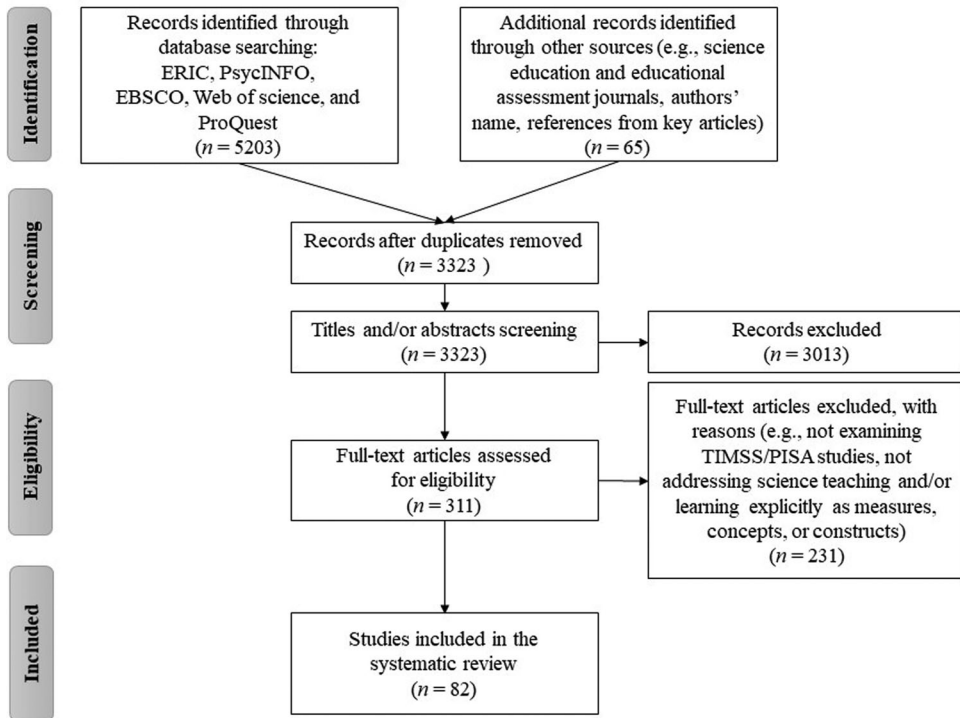 Identification
Records identified through
database searching:
ERIC, PsycINFO,
EBSCO, Web of science, and
ProQuest
(n = 5203)
Additional records identified
through other sources (e.g., science
education and educational
assessment journals, authors’
name, references from key articles)
(n = 65)
Screening
Records after duplicates removed
(n = 3323 )
Titles and/or abstracts screening
(n = 3323)
Records excluded
(n = 3013)
Eligibility
Full-text articles assessed
for eligibility
(n = 311)
Full-text articles excluded, with
reasons (e.g., not examining
TIMSS/PISA studies, not
addressing science teaching and/or
learning explicitly as measures,
concepts, or constructs)
(n = 231)
Included
Studies included in the
systematic review
(n = 82)